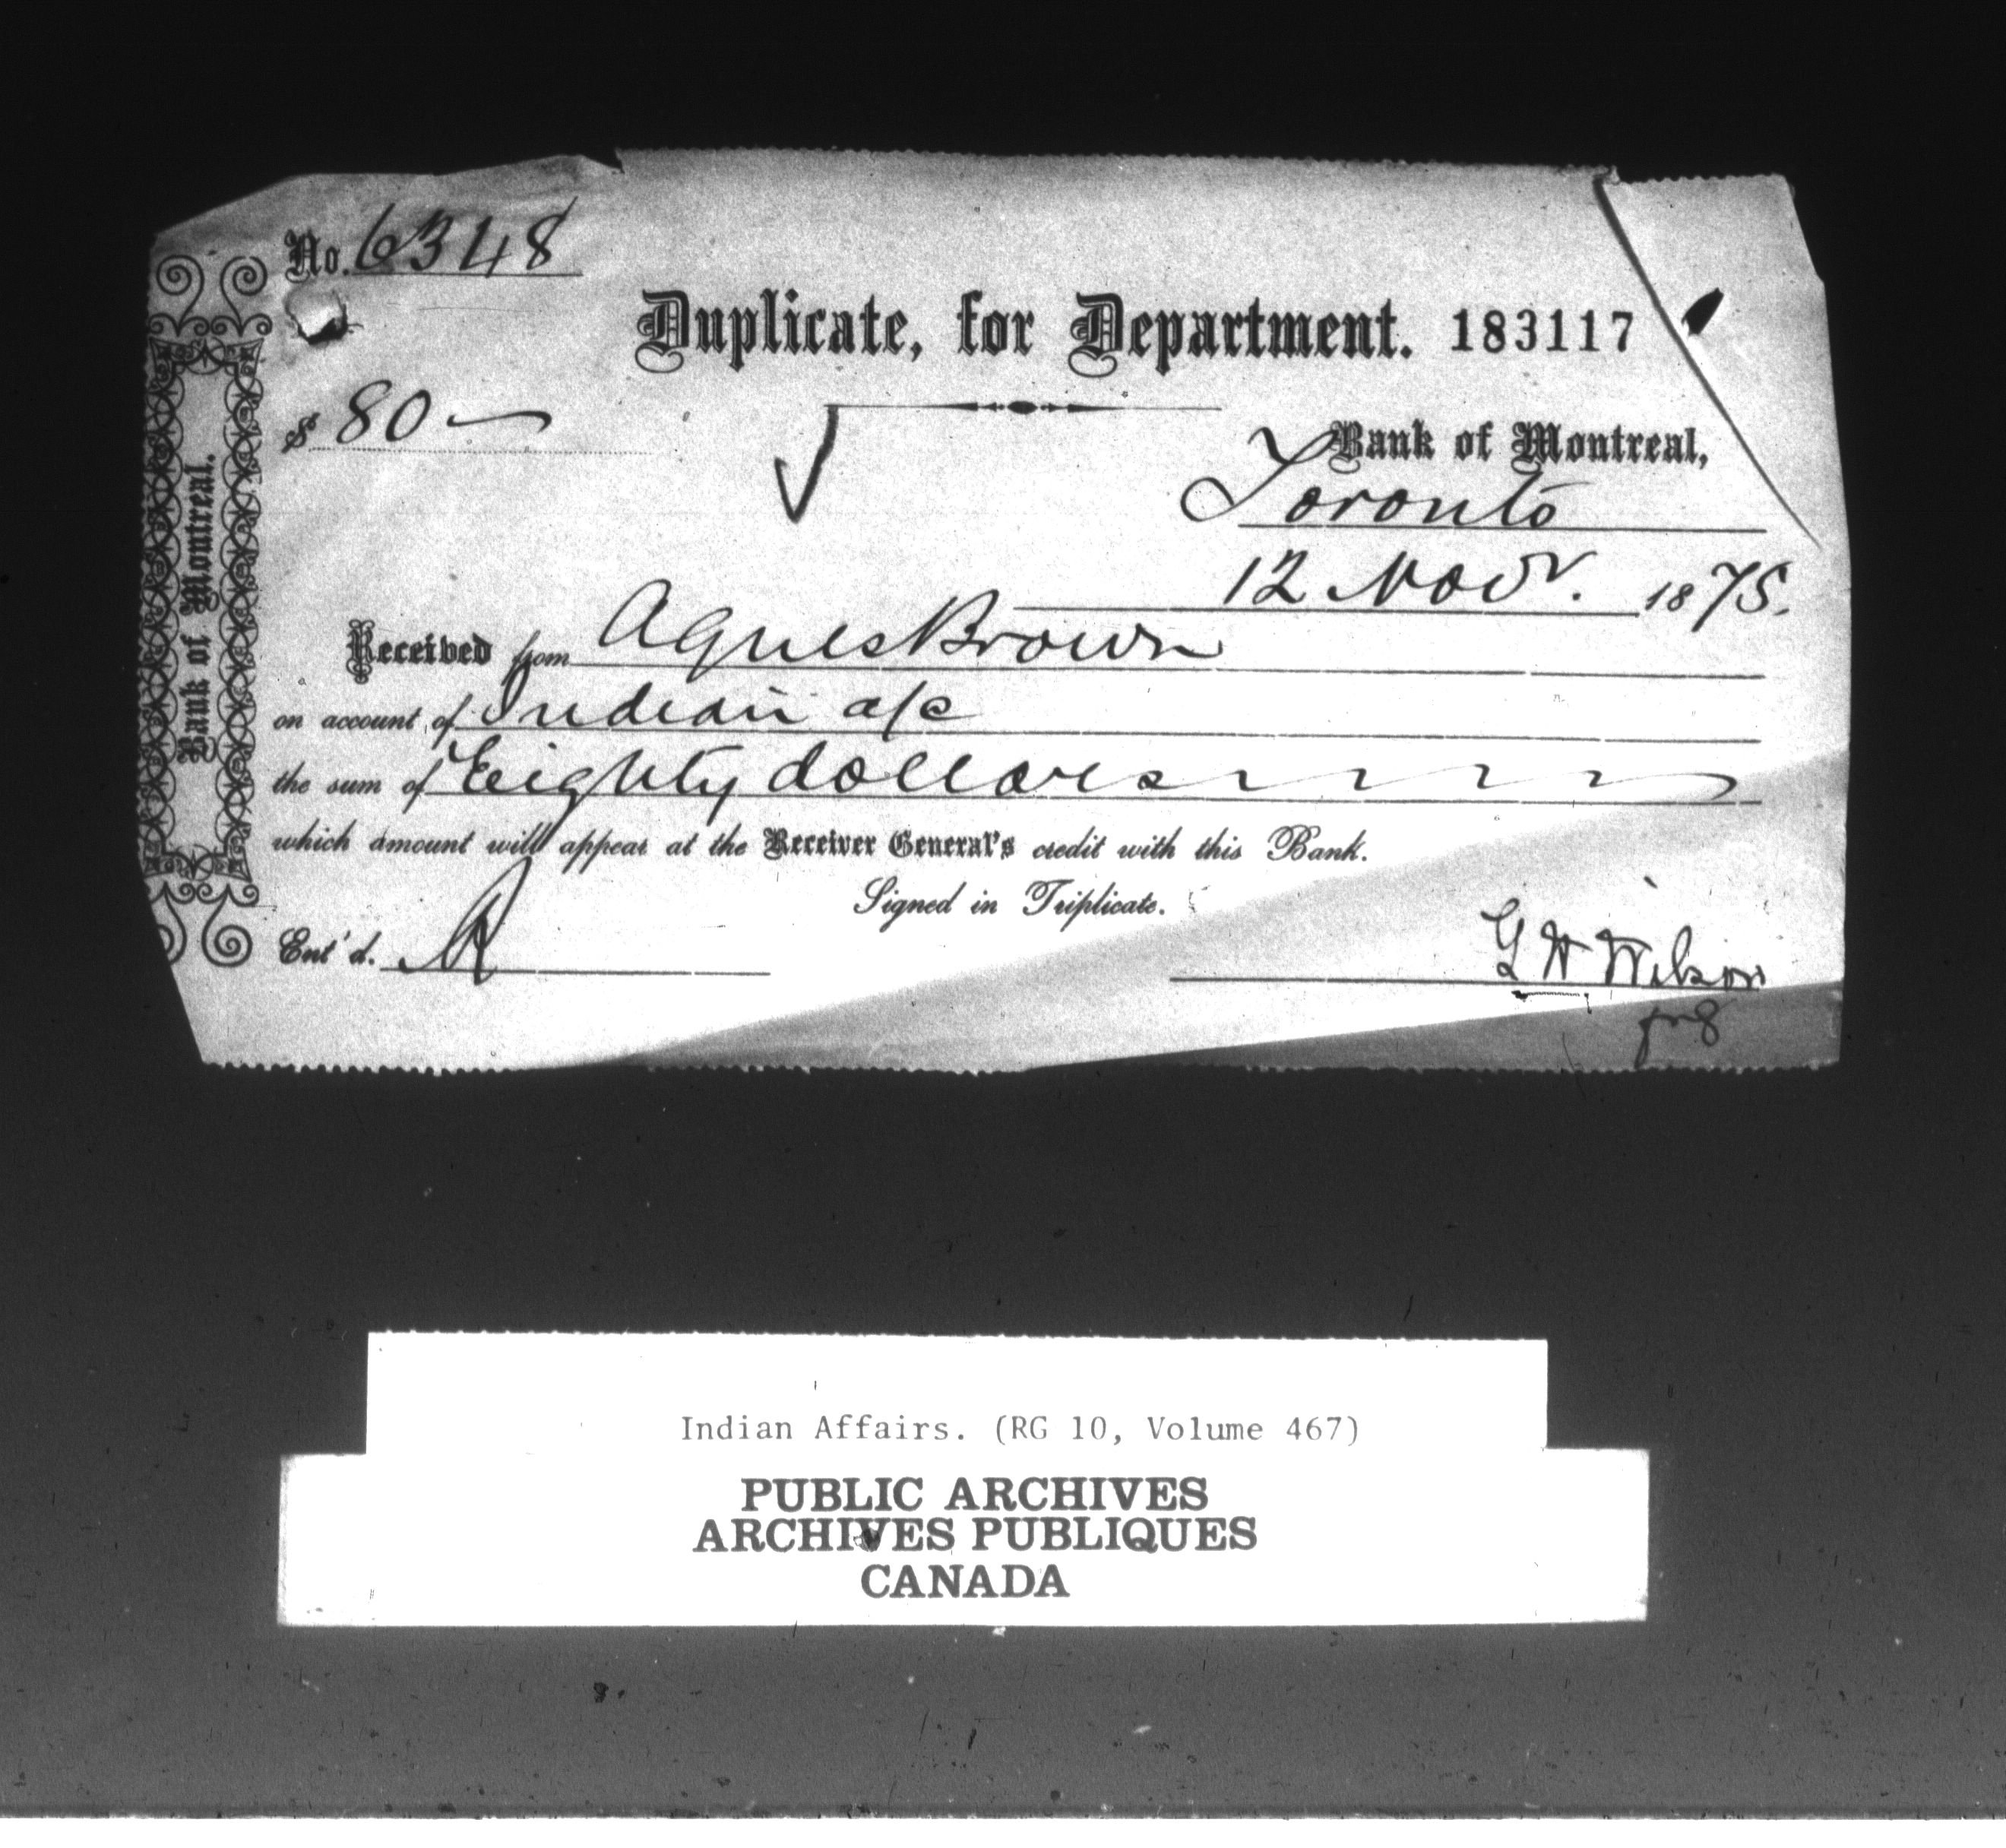 No. 6348
Duplicate, for Department. 183117
$ 80 —
Bank of Montreal,
Toronto
12 Novr. 1875.
Received from Agnes Brown
on account of Indian a/c
the sum of Eighty dollars
which amount will appear at the Receiver General's credit with this Bank.
Signed in Triplicate.
Ent'd.
G W Wilson
Bank of Montreal.
Indian Affairs. (RG 10, Volume 467)
PUBLIC ARCHIVES
ARCHIVES PUBLIQUES
CANADA